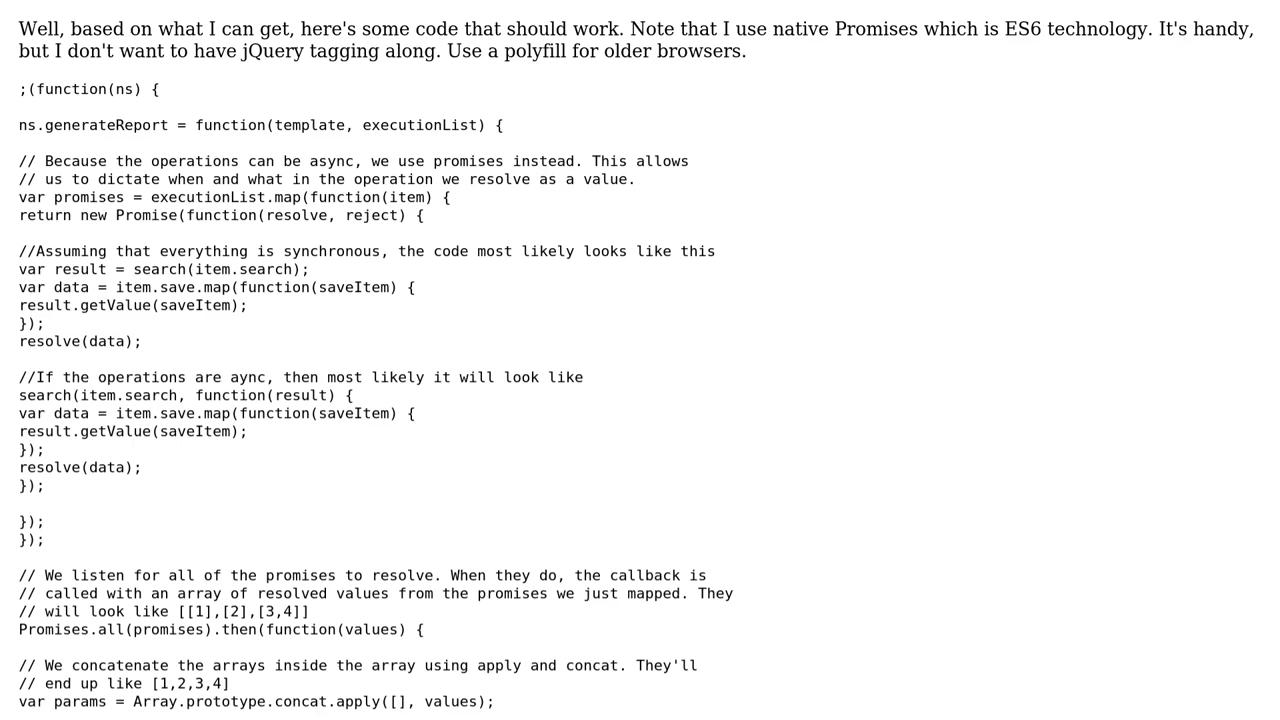 Well, based on what I can get, here's some code that should work. Note that I use native Promises which is ES6 technology. It's handy,
but I don't want to have jQuery tagging along. Use a polyfill for older browsers.
;(function(ns) {
ns.generateReport = function(template, executionList) {
// Because the operations can be async, we use promises instead. This allows
// us to dictate when and what in the operation we resolve as a value.
var promises = executionList.map(function(item) {
return new Promise(function(resolve, reject) {
//Assuming that everything is synchronous, the code most likely looks like this
var result = search(item.search);
var data = item.save.map(function(saveItem) {
result.getValue(saveItem);
});
resolve(data);
//If the operations are aync, then most likely it will look like
search(item.search, function(result) {
var data = item.save.map(function(saveItem) {
result.getValue(saveItem);
});
resolve(data);
});
});
});
// We listen for all of the promises to resolve. When they do, the callback is
// called with an array of resolved values from the promises we just mapped. They
// will look like [[1],[2],[3,4]]
Promises.all(promises).then(function(values) {
// We concatenate the arrays inside the array using apply and concat. They'll
// end up like [1,2,3,4]
var params = Array.prototype.concat.apply([], values);